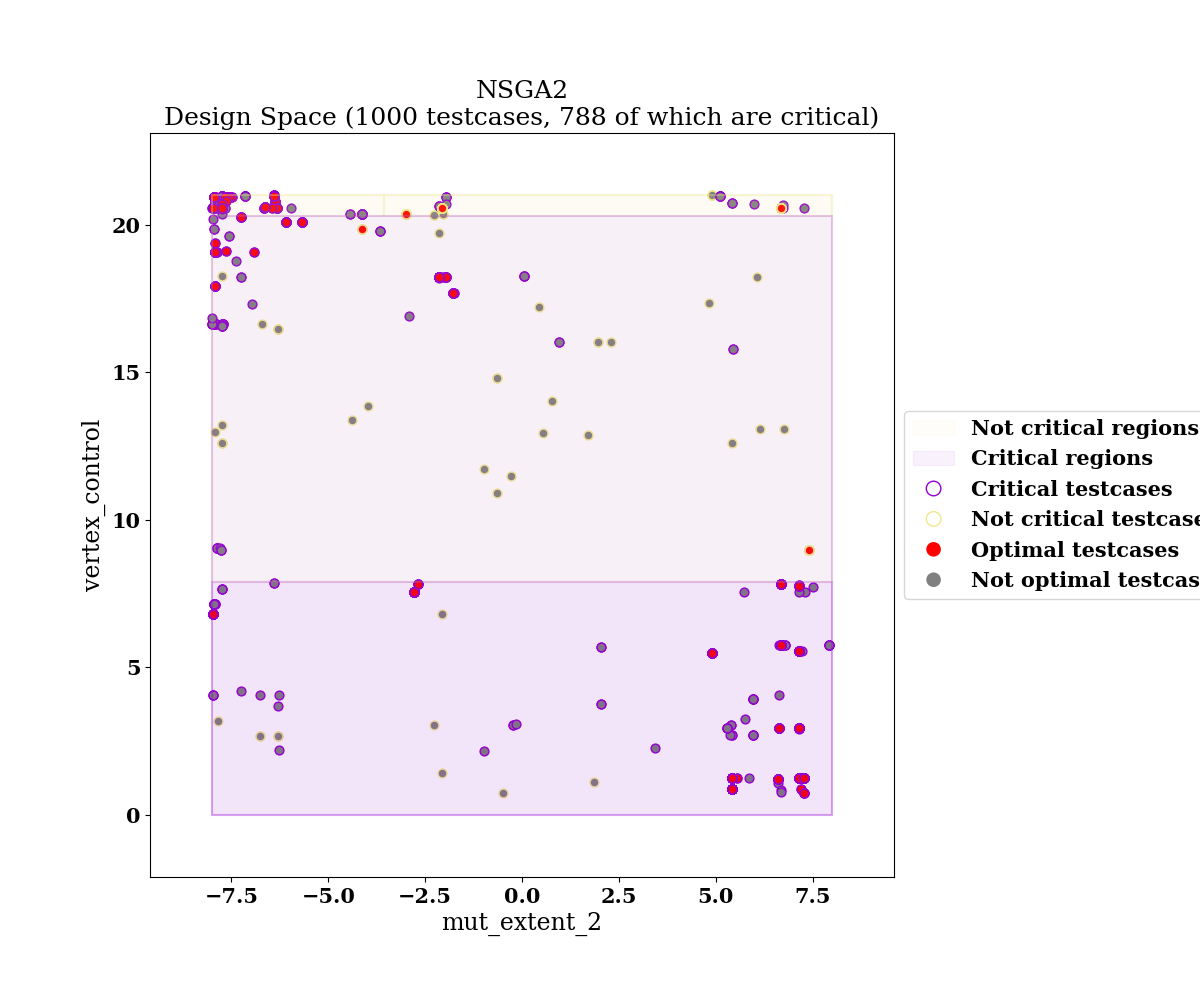 NSGA2
Design Space (1000 testcases, 788 of which are critical)
20
15
10
5
0
vertex_control
−7.5 −5.0 −2.5 0.0 2.5 5.0 7.5
mut_extent_2
Not critical regions
Critical regions
Critical testcases
Not critical testcase
Optimal testcases
Not optimal testcas